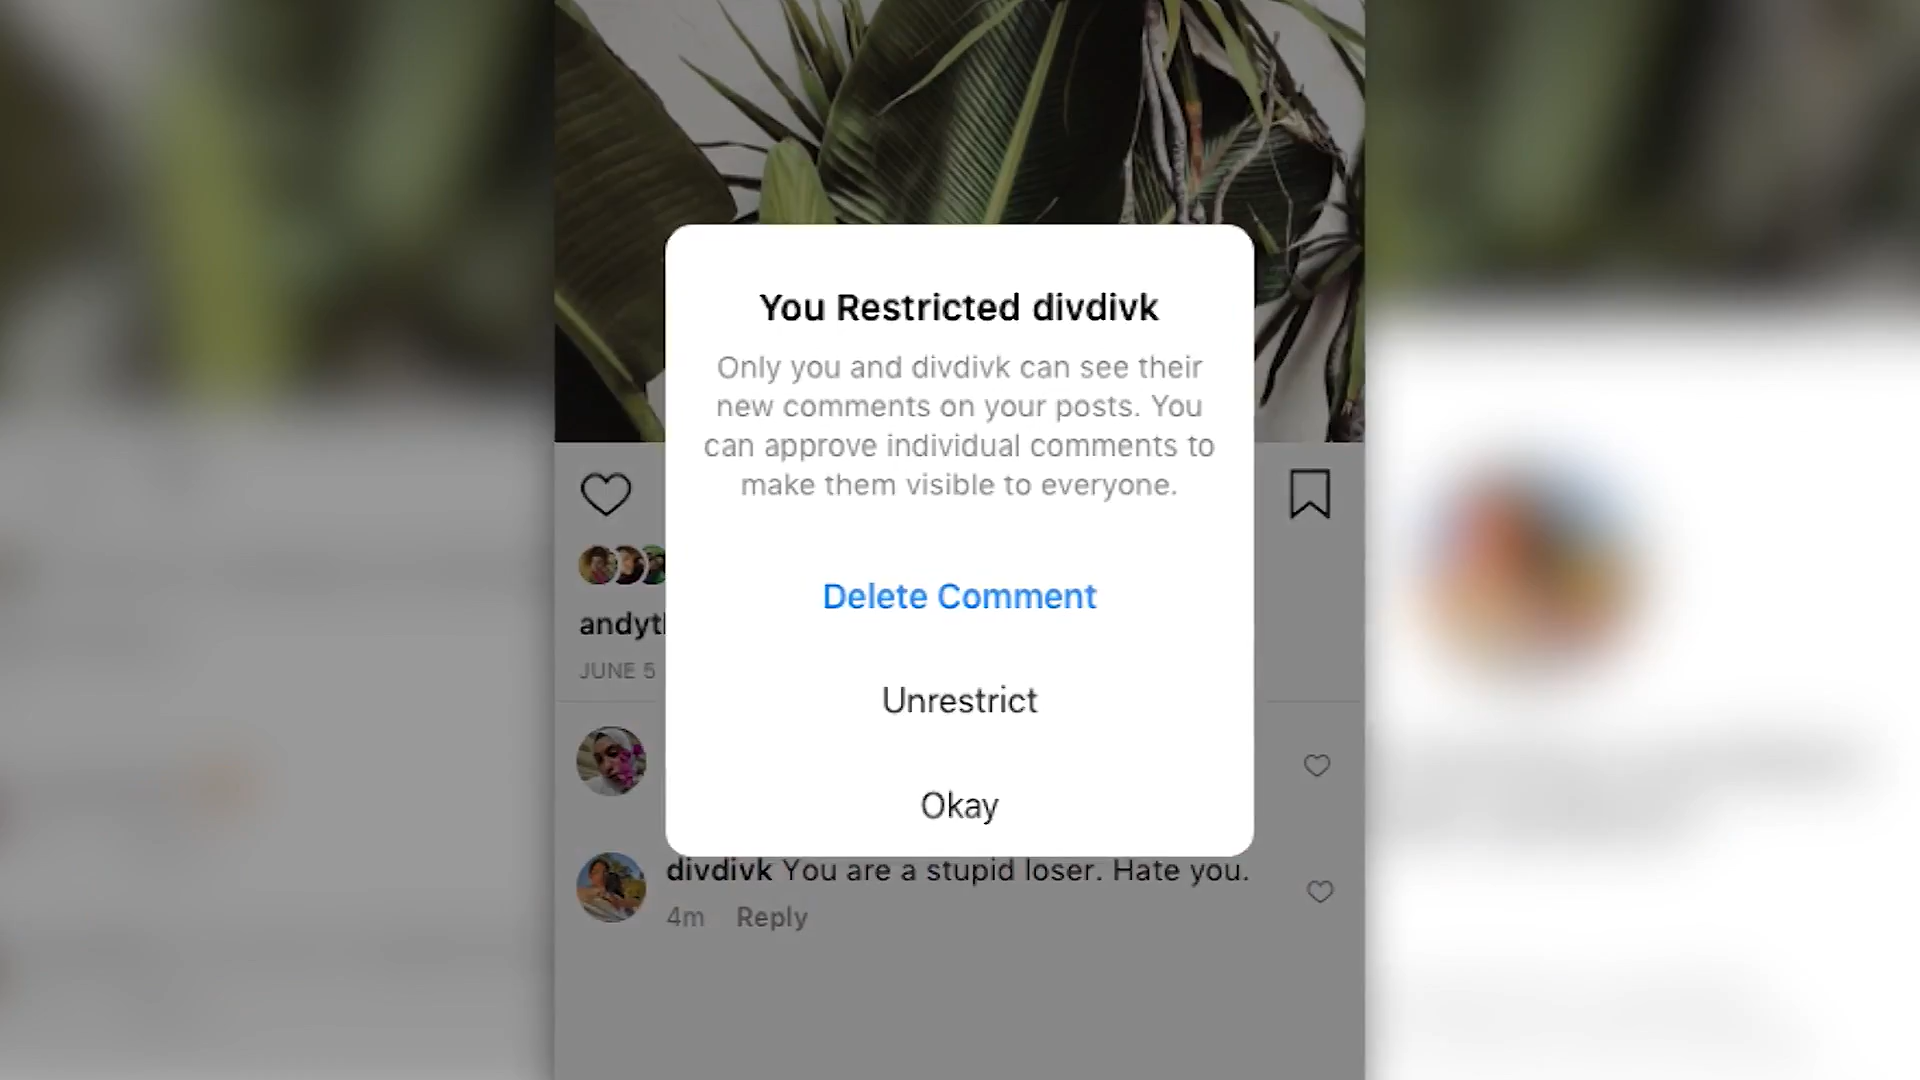 You Restricted divdivk
Only you and divdivk can see their
new comments on your posts. You
can approve individual comments to
make them visible to everyone.
Delete Comment
Unrestrict
Okay
JUNE 5
divdivk You are a stupid loser. Hate you.
4m Reply